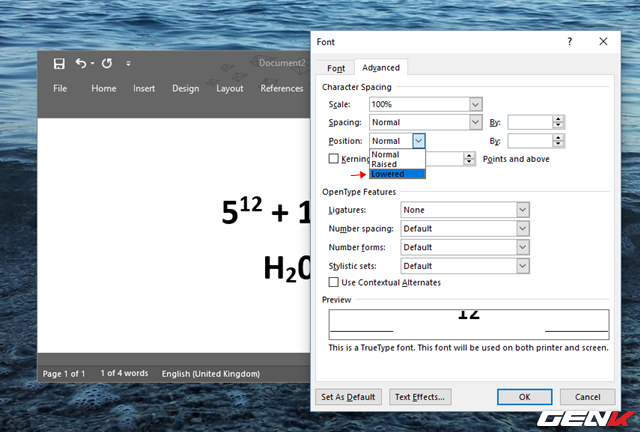 Document2
File Home Insert Design Layout References
5¹² + 1
H₂0
Page 1 of 1 1 of 4 words English (United Kingdom)
Font ? ×
Font Advanced
Character Spacing
Scale: 100%
Spacing: Normal By:
Position: Normal By:
Normal
Raised
Lowered
Kerning Points and above
OpenType Features
Ligatures: None
Number spacing: Default
Number forms: Default
Stylistic sets: Default
Use Contextual Alternates
Preview
12
This is a TrueType font. This font will be used on both printer and screen.
Set As Default Text Effects... OK Cancel
GENK